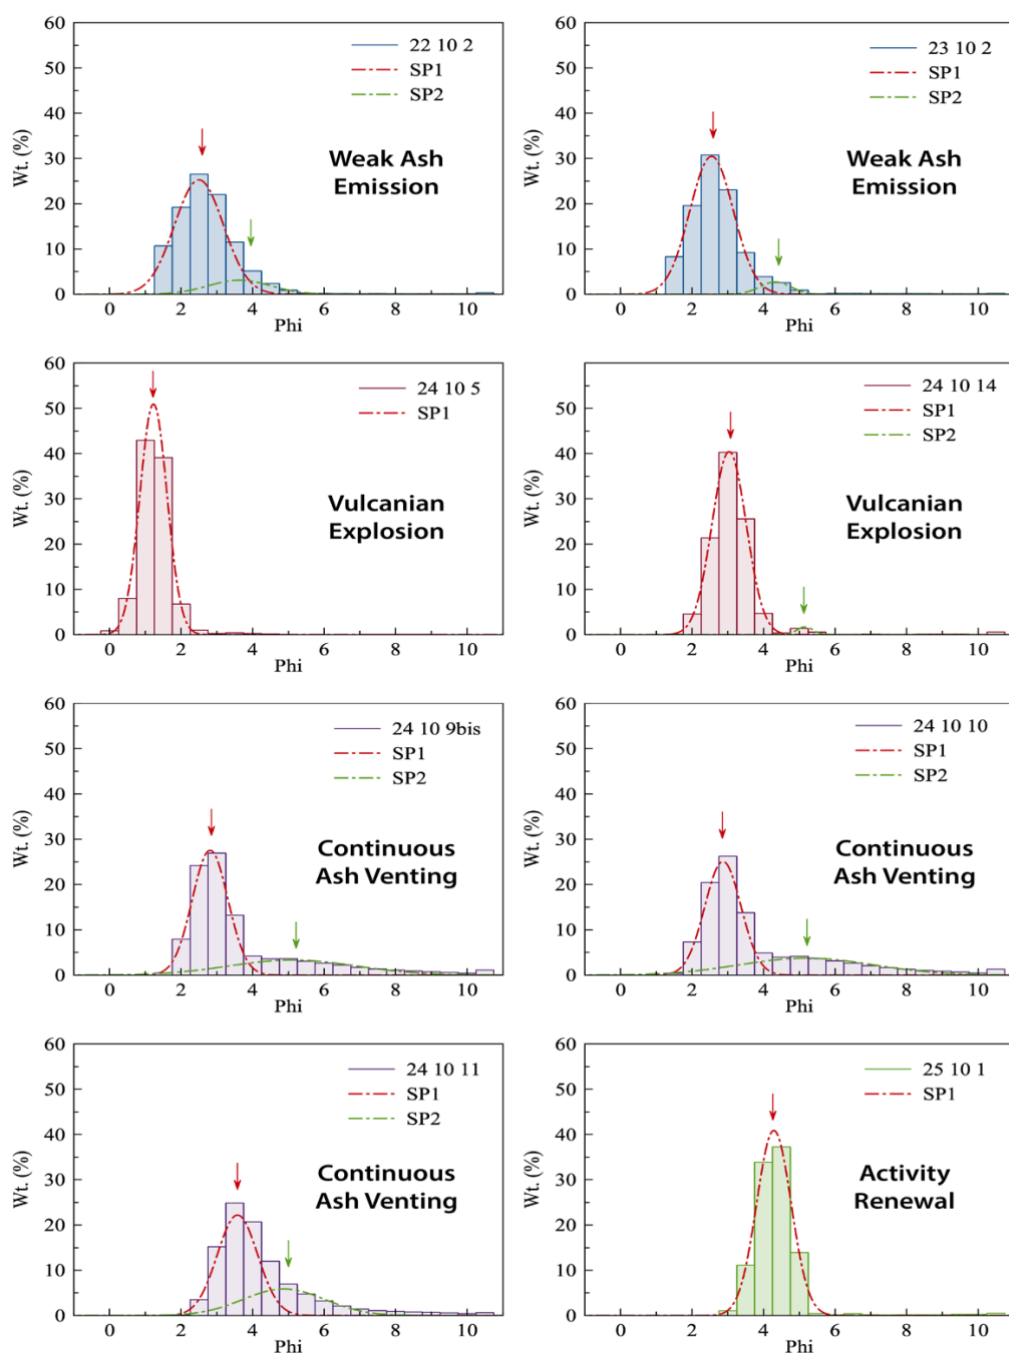 60
50
40
30
20
10
0
Wt. (%)
22 10 2
SP1
SP2
Weak Ash
Emission
0 2 4 6 8 10
Phi
60
50
40
30
20
10
0
Wt. (%)
23 10 2
SP1
SP2
Weak Ash
Emission
0 2 4 6 8 10
Phi
60
50
40
30
20
10
0
Wt. (%)
24 10 5
SP1
Vulcanian
Explosion
0 2 4 6 8 10
Phi
60
50
40
30
20
10
0
Wt. (%)
24 10 14
SP1
SP2
Vulcanian
Explosion
0 2 4 6 8 10
Phi
60
50
40
30
20
10
0
Wt. (%)
24 10 9bis
SP1
SP2
Continuous
Ash Venting
0 2 4 6 8 10
Phi
60
50
40
30
20
10
0
Wt. (%)
24 10 10
SP1
SP2
Continuous
Ash Venting
0 2 4 6 8 10
Phi
60
50
40
30
20
10
0
Wt. (%)
24 10 11
SP1
SP2
Continuous
Ash Venting
0 2 4 6 8 10
Phi
60
50
40
30
20
10
0
Wt. (%)
25 10 1
SP1
Activity
Renewal
0 2 4 6 8 10
Phi